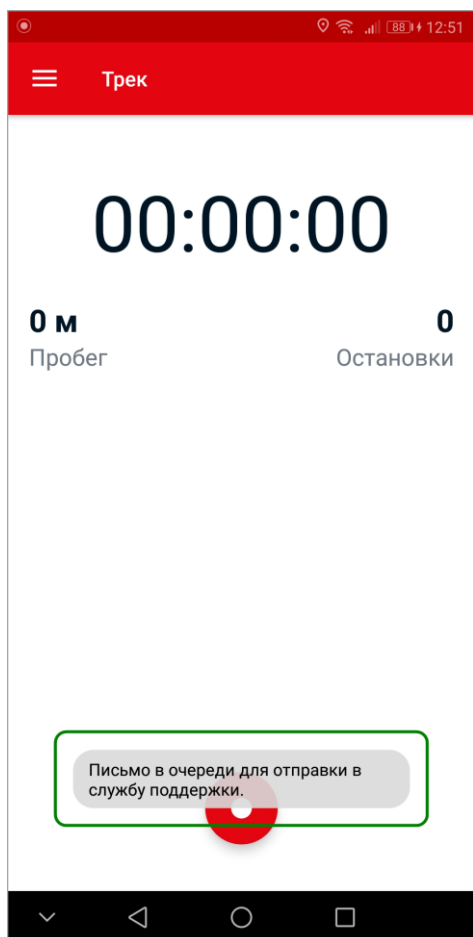 88 12:51
Трек
00:00:00
0 м 0
Пробег Остановки
Письмо в очереди для отправки в
службу поддержки.